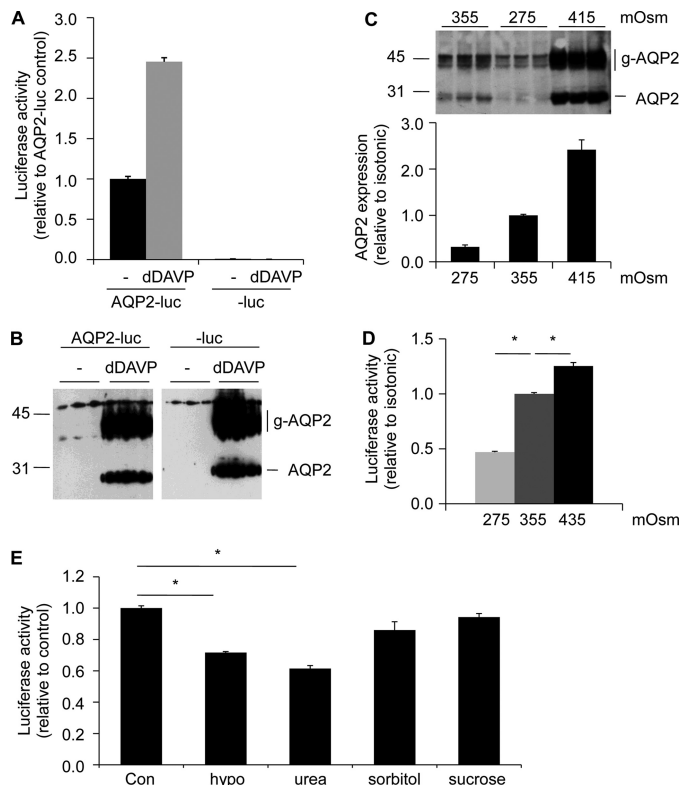 A
Luciferase activity
(relative to AQP2-luc control)
3.0
2.5
2.0
1.5
1.0
0.5
0.0
- dDAVP - dDAVP
AQP2-luc -luc
B
AQP2-luc -luc
- dDAVP - dDAVP
45
31
g-AQP2
AQP2
C
355 275 415 mOsm
45
31
g-AQP2
AQP2
AQP2 expression
(relative to isotonic)
3.0
2.0
1.0
0.0
275 355 415 mOsm
D
Luciferase activity
(relative to isotonic)
1.5
1.0
0.5
0.0
* *
275 355 435 mOsm
E
Luciferase activity
(relative to control)
1.2
1.0
0.8
0.6
0.4
0.2
0.0
*
*
Con hypo urea sorbitol sucrose